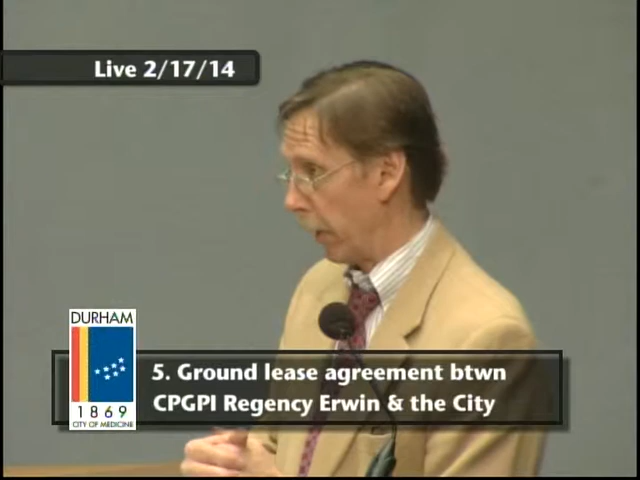 Live 2/17/14
DURHAM
1869
CITY OF MEDICINE
5. Ground lease agreement btwn
CPGPI Regency Erwin & the City